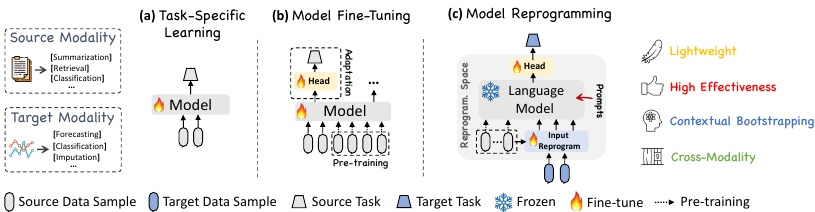 Source Modality
[Summarization]
[Retrieval]
[Classification]
...
Target Modality
[Forecasting]
[Classification]
[Imputation]
...
(a) Task-Specific
Learning
Model
(b) Model Fine-Tuning
Head
Adaptation
...
Model
Pre-training
(c) Model Reprogramming
Head
Reprogram. Space
Language
Model
Prompts
...
Input
Reprogram
Lightweight
High Effectiveness
Contextual Bootstrapping
Cross-Modality
Source Data Sample
Target Data Sample
Source Task
Target Task
Frozen
Fine-tune
Pre-training